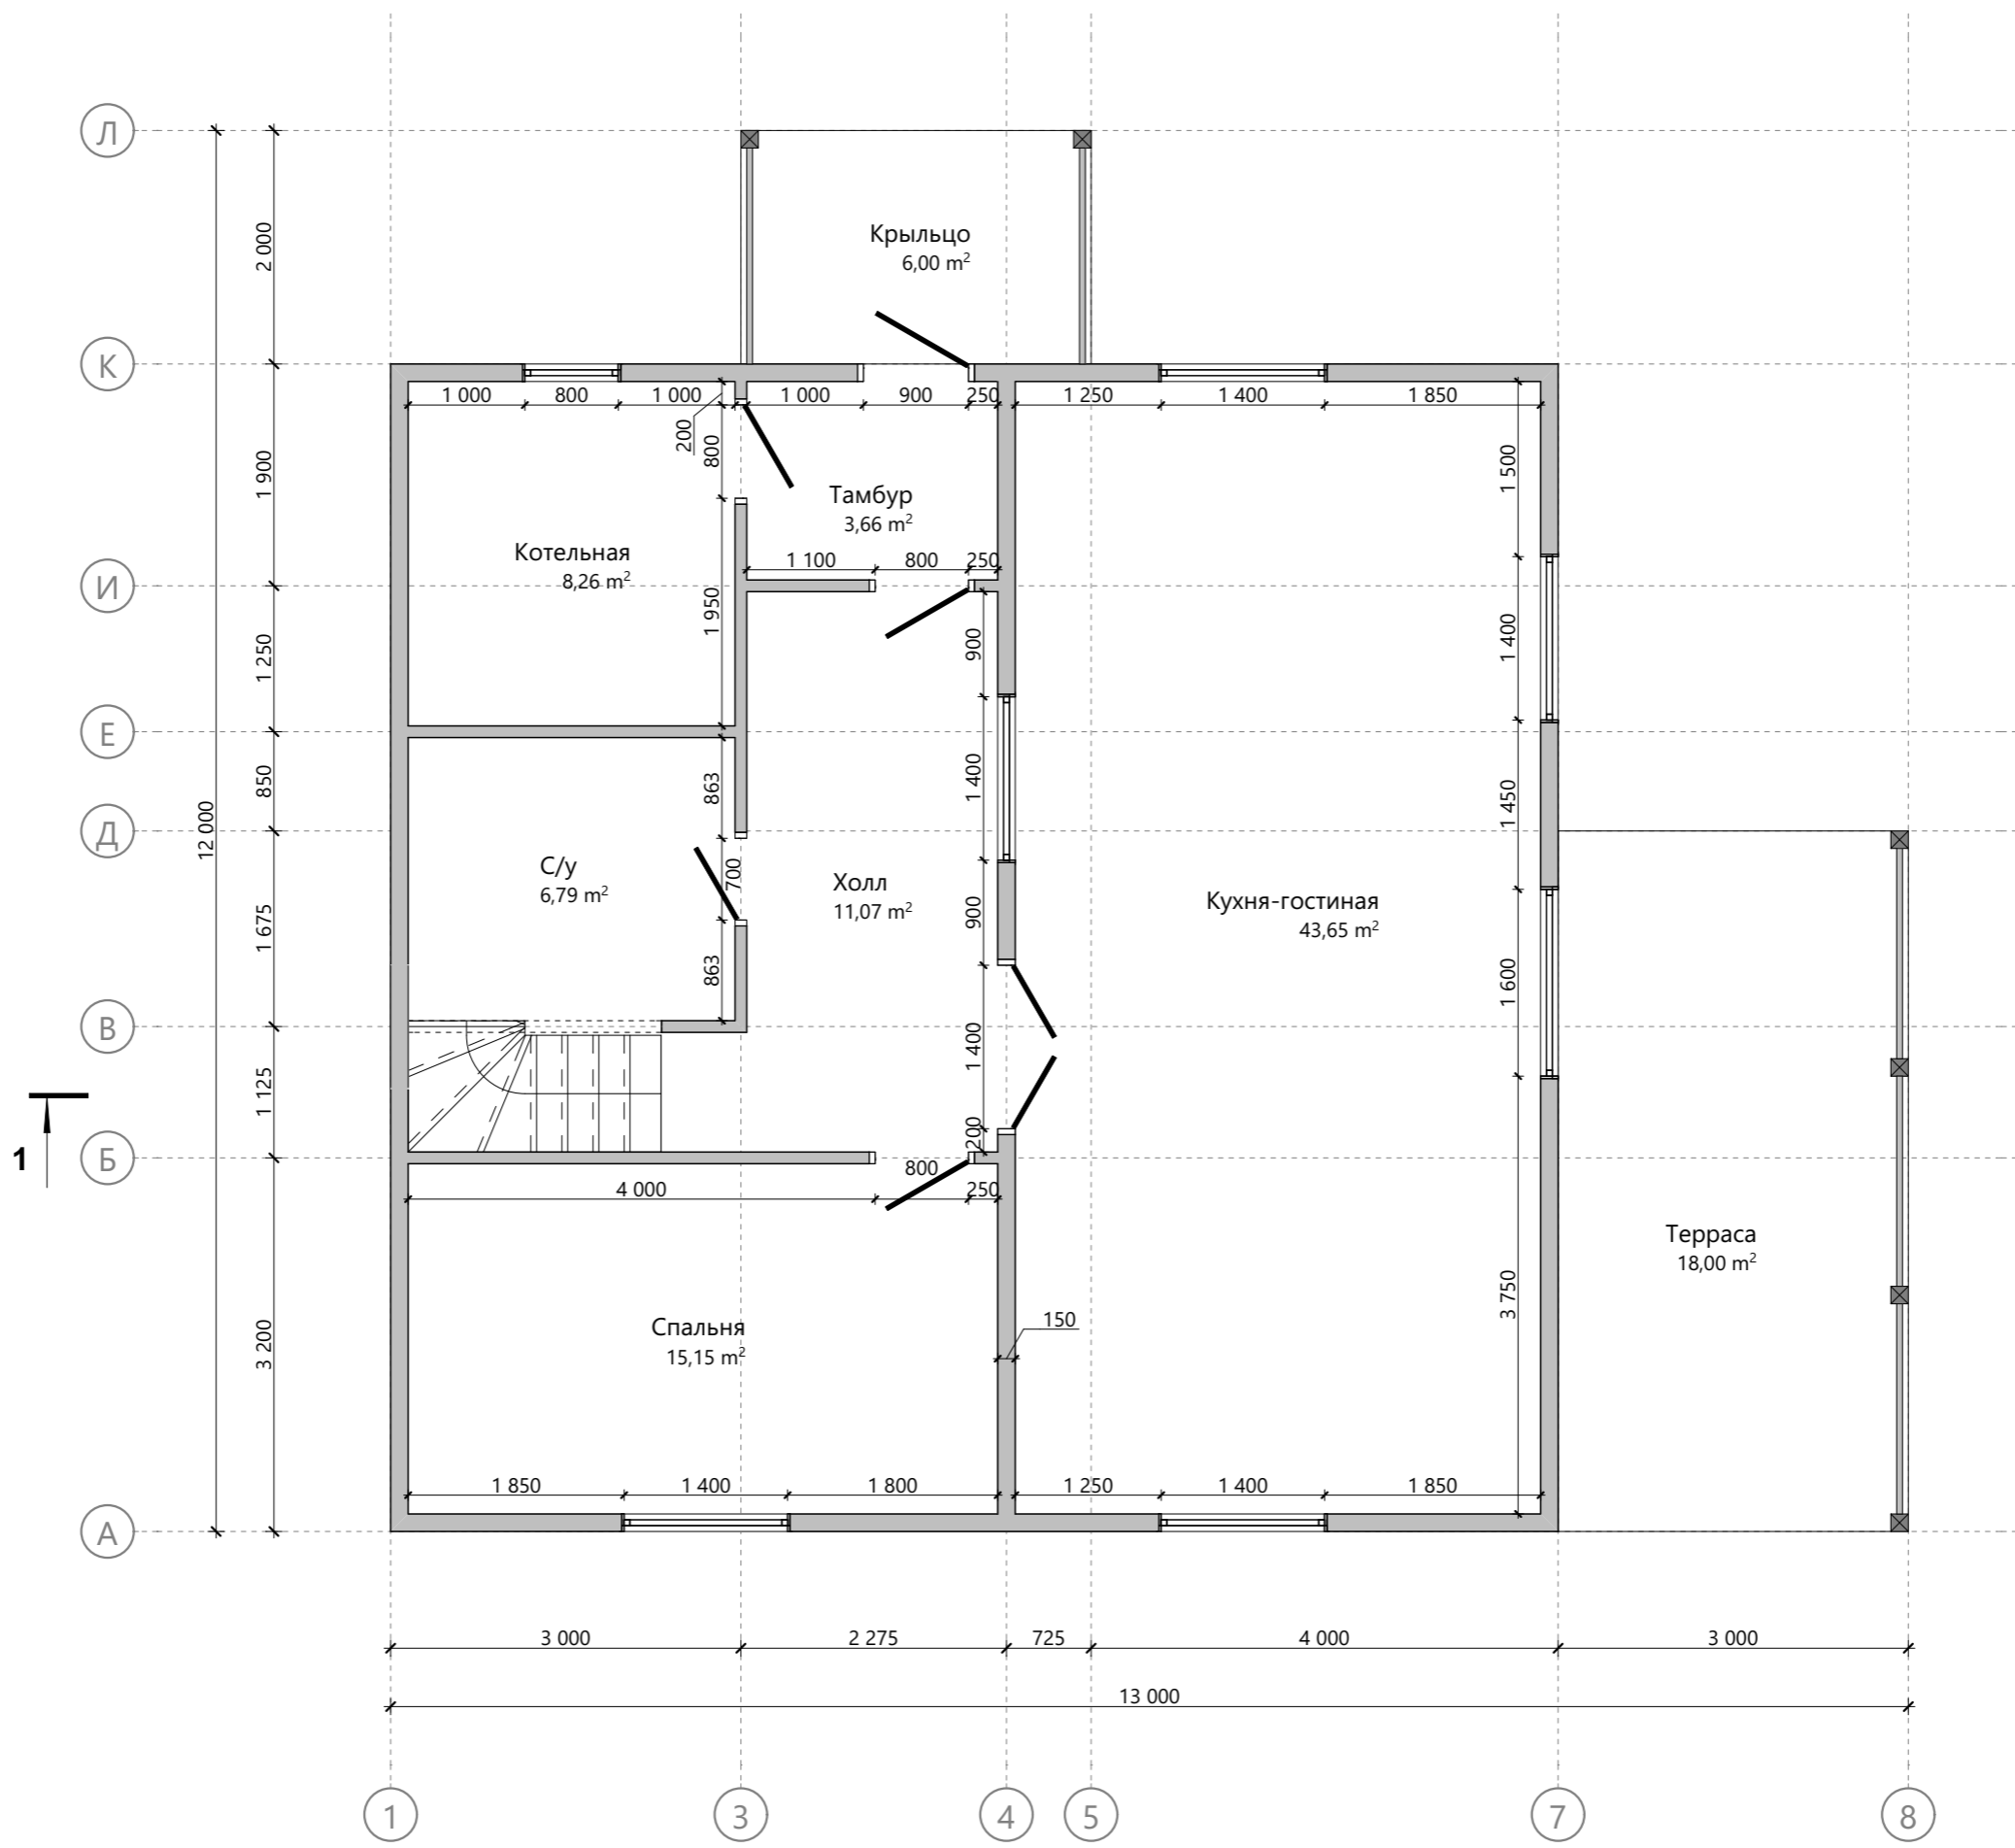 Л
2 000
Крыльцо
6,00 m²
К
1 000
800
1 000
1 000
900
250
1 250
1 400
1 850
200
800
1 900
1 500
Тамбур
3,66 m²
Котельная
8,26 m²
1 100
800
250
И
1 950
900
1 400
1 250
Е
850
863
1 400
1 450
12 000
Д
С/у
6,79 m²
700
Холл
11,07 m²
Кухня-гостиная
43,65 m²
1 675
900
863
1 600
В
1 400
1 125
200
1
Б
800
4 000
250
Терраса
18,00 m²
3 750
Спальня
15,15 m²
150
3 200
1 850
1 400
1 800
1 250
1 400
1 850
А
3 000
2 275
725
4 000
3 000
13 000
1
3
4
5
7
8